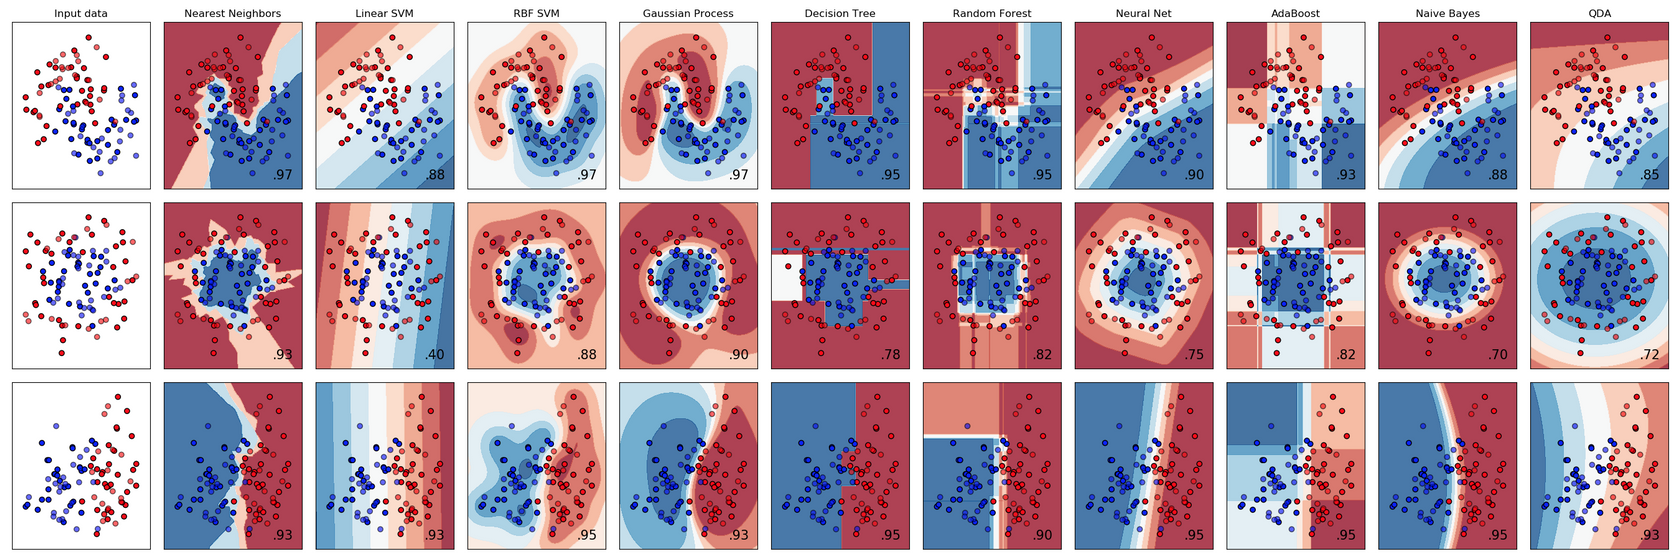 Input data Nearest Neighbors Linear SVM RBF SVM Gaussian Process Decision Tree Random Forest Neural Net AdaBoost Naive Bayes QDA
.97 .88 .97 .97 .95 .95 .90 .93 .88 .85
.93 .40 .88 .90 .78 .82 .75 .82 .70 .72
.93 .93 .95 .93 .95 .90 .95 .95 .95 .93